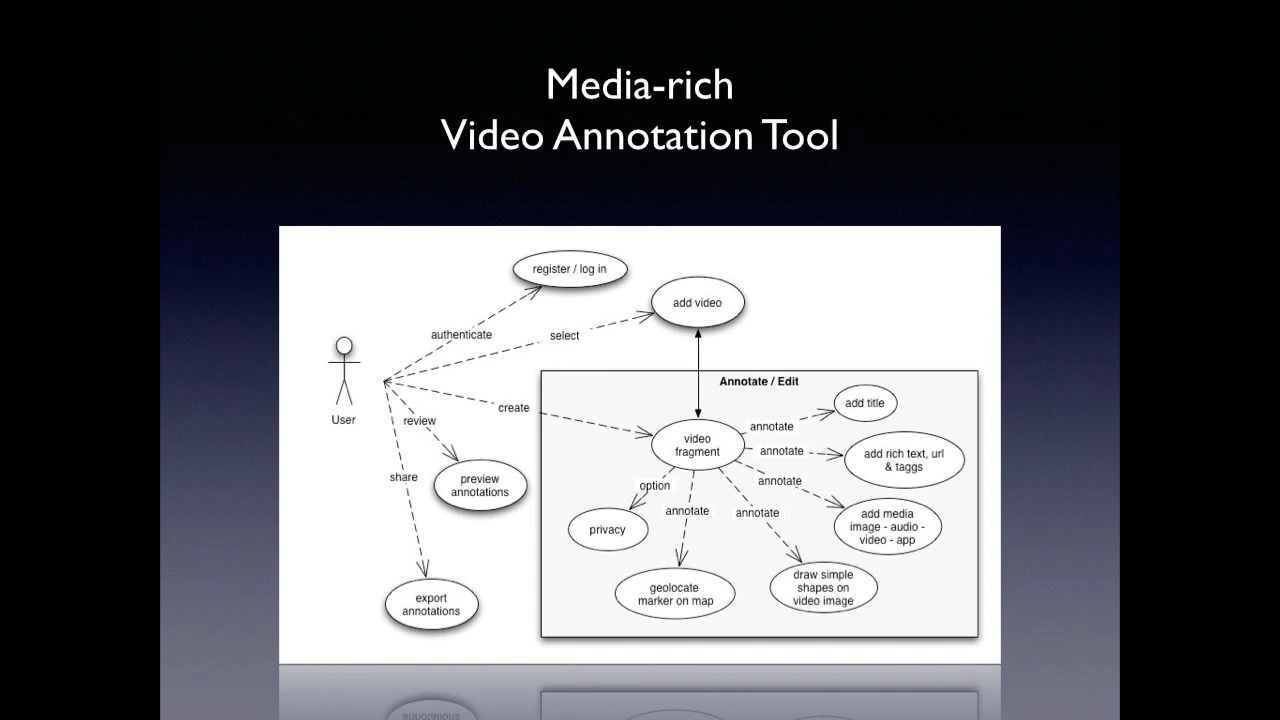 Media-rich
Video Annotation Tool
register / log in
add video
authenticate
select
User
Annotate / Edit
create
review
share
preview
annotations
export
annotations
video
fragment
annotate
add title
annotate
add rich text, url
& taggs
annotate
add media
image - audio -
video - app
option
privacy
annotate
geolocate
marker on map
annotate
draw simple
shapes on
video image
annotations